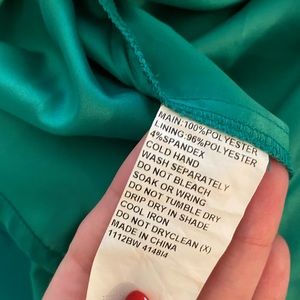 MAIN:100%POLYESTER
LINING:96%POLYESTER
4%SPANDEX
COLD HAND
WASH SEPARATELY
DO NOT BLEACH
SOAK OR WRING
DO NOT TUMBLE DRY
DRIP DRY IN SHADE
COOL IRON
DO NOT DRYCLEAN (X)
MADE IN CHINA
1112BW 414BI4